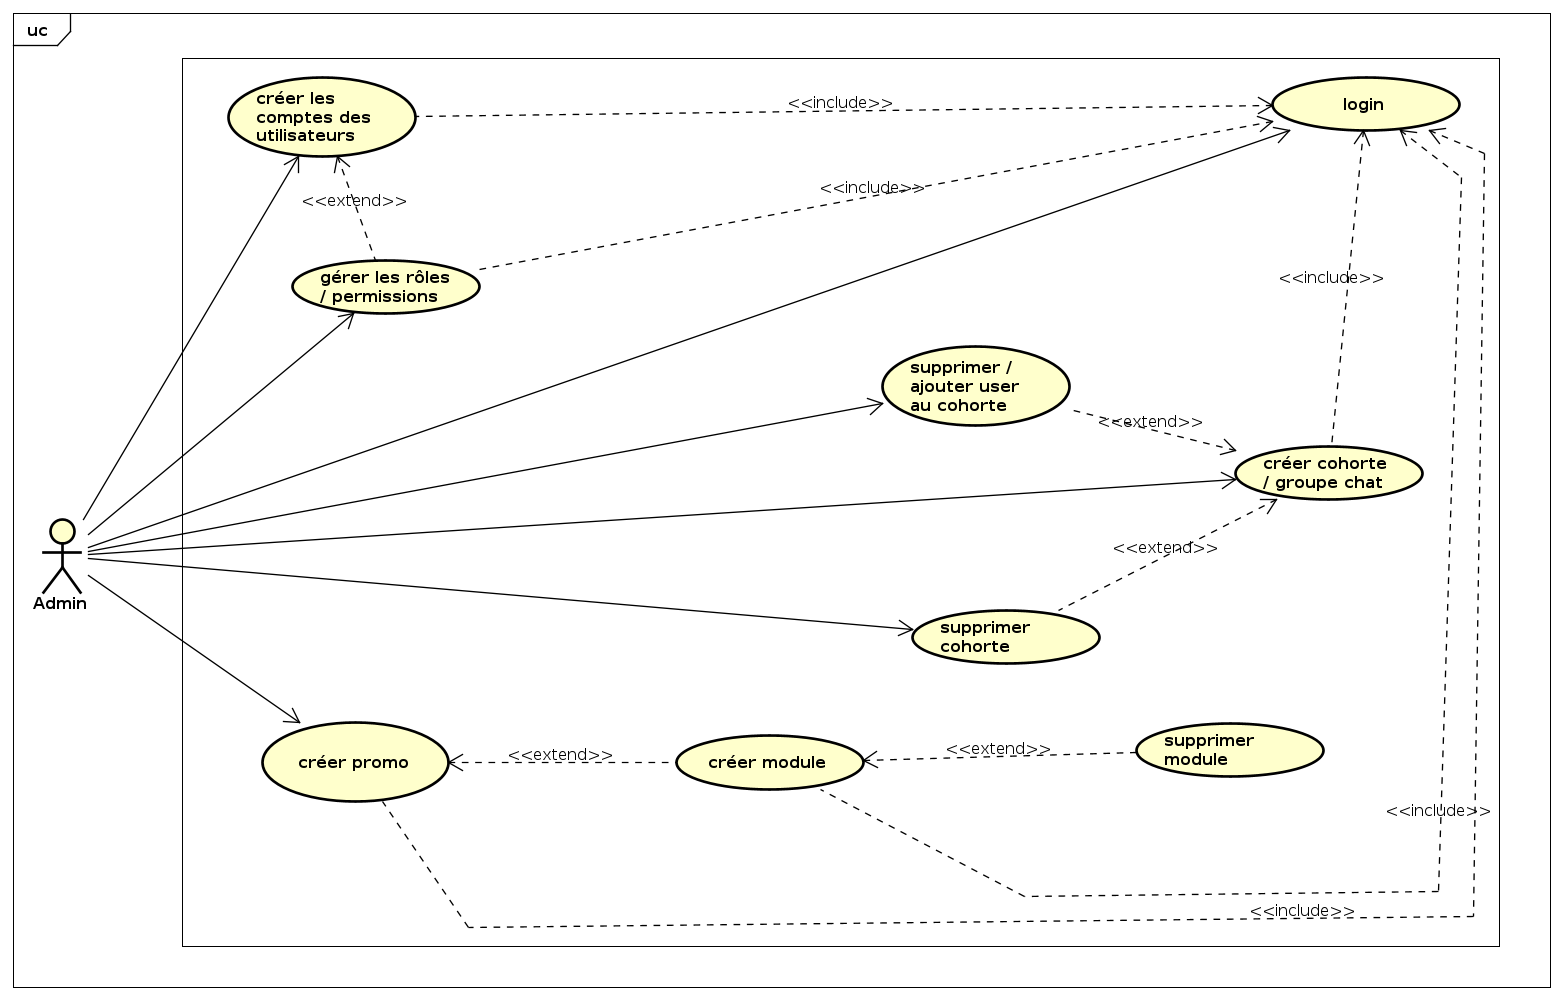 uc
créer les
comptes des
utilisateurs
<<include>>
login
<<include>>
<<extend>>
gérer les rôles
/ permissions
<<include>>
supprimer /
ajouter user
au cohorte
<<extend>>
créer cohorte
/ groupe chat
<<extend>>
Admin
supprimer
cohorte
créer promo
<<extend>>
créer module
<<extend>>
supprimer
module
<<include>>
<<include>>